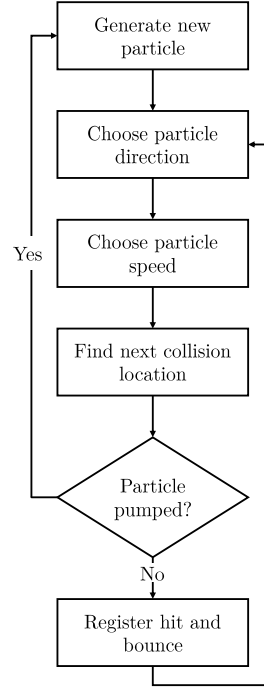 Generate new
particle
Choose particle
direction
Choose particle
speed
Yes
Find next collision
location
Particle
pumped?
No
Register hit and
bounce